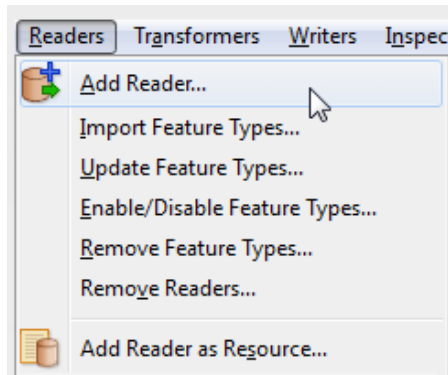 Readers Transformers Writers Inspec
Add Reader...
Import Feature Types...
Update Feature Types...
Enable/Disable Feature Types...
Remove Feature Types...
Remove Readers...
Add Reader as Resource...